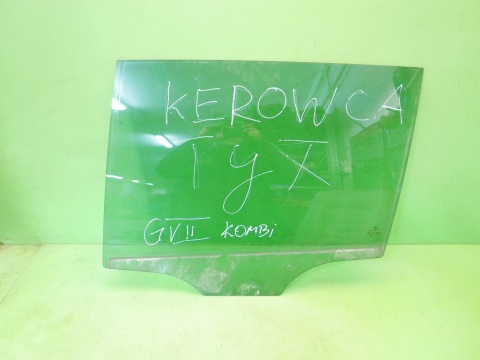 KEROWCA
TyŁ
GVII KOMBi